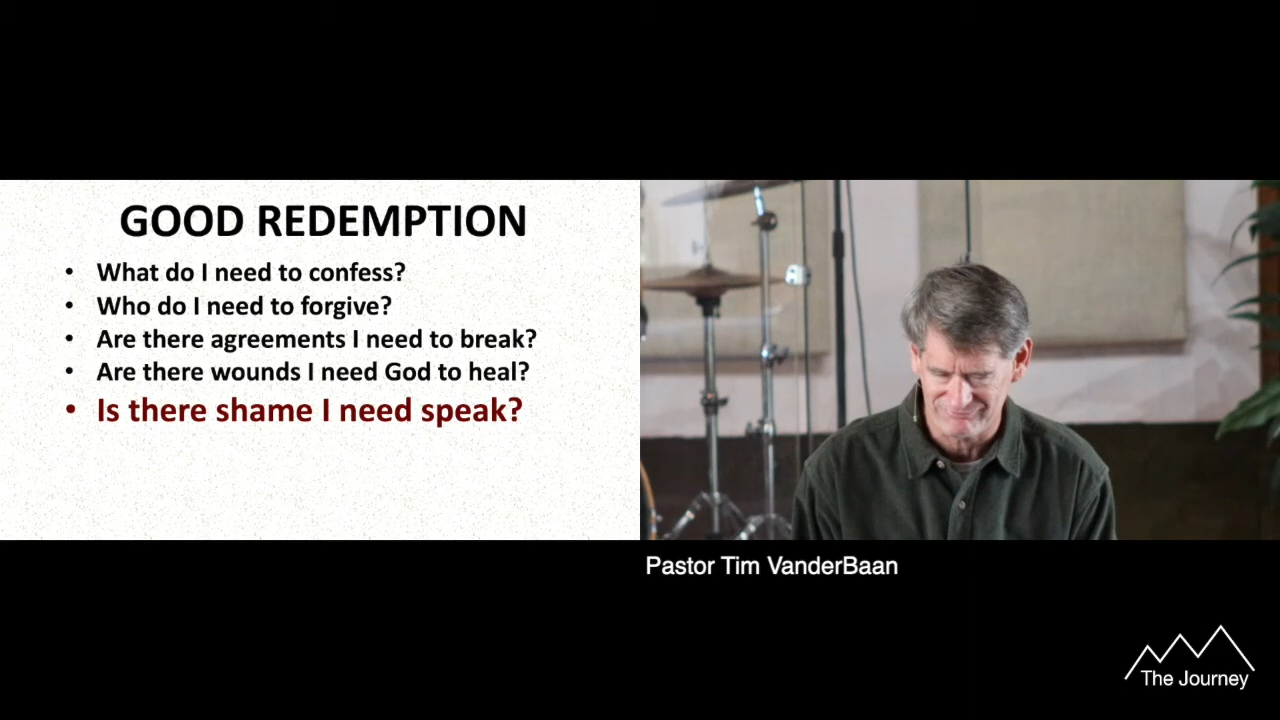 GOOD REDEMPTION
• What do I need to confess?
• Who do I need to forgive?
• Are there agreements I need to break?
• Are there wounds I need God to heal?
• Is there shame I need speak?
Pastor Tim VanderBaan
The Journey